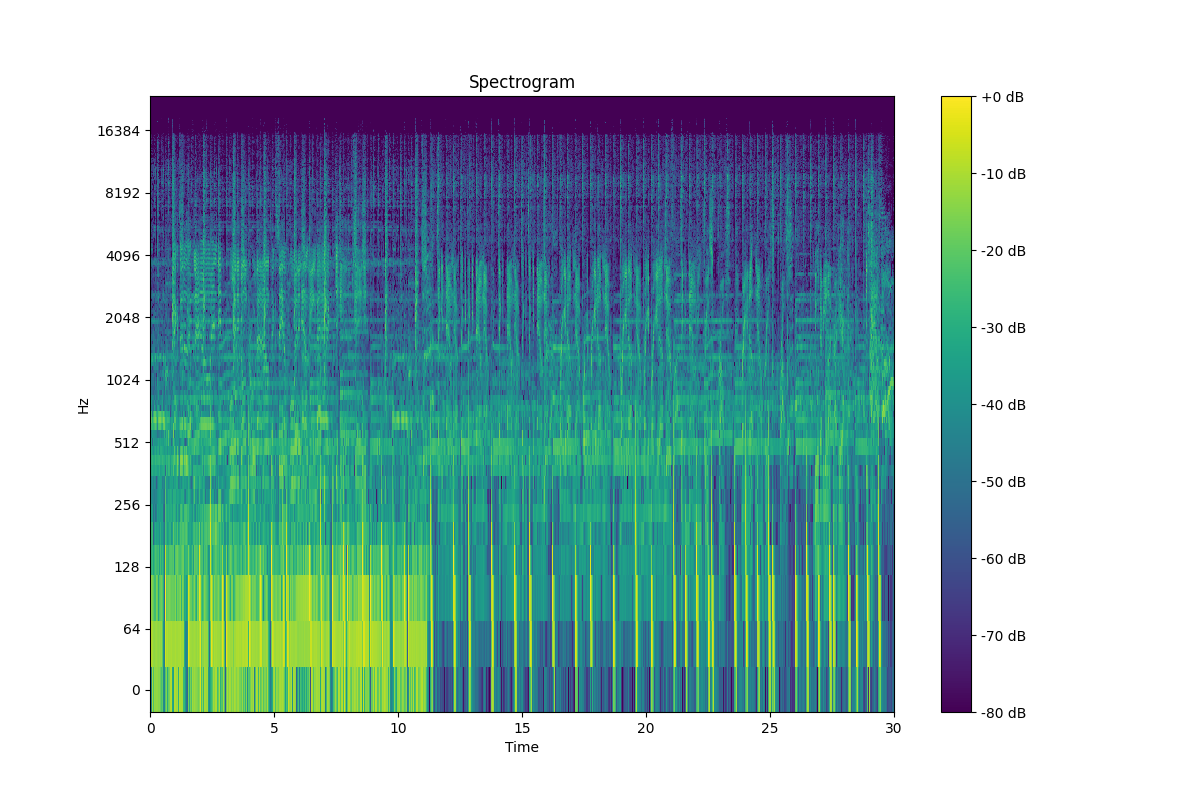 Spectrogram
16384
8192
4096
2048
1024
512
256
128
64
0
Hz
0 5 10 15 20 25 30
Time
+0 dB
-10 dB
-20 dB
-30 dB
-40 dB
-50 dB
-60 dB
-70 dB
-80 dB